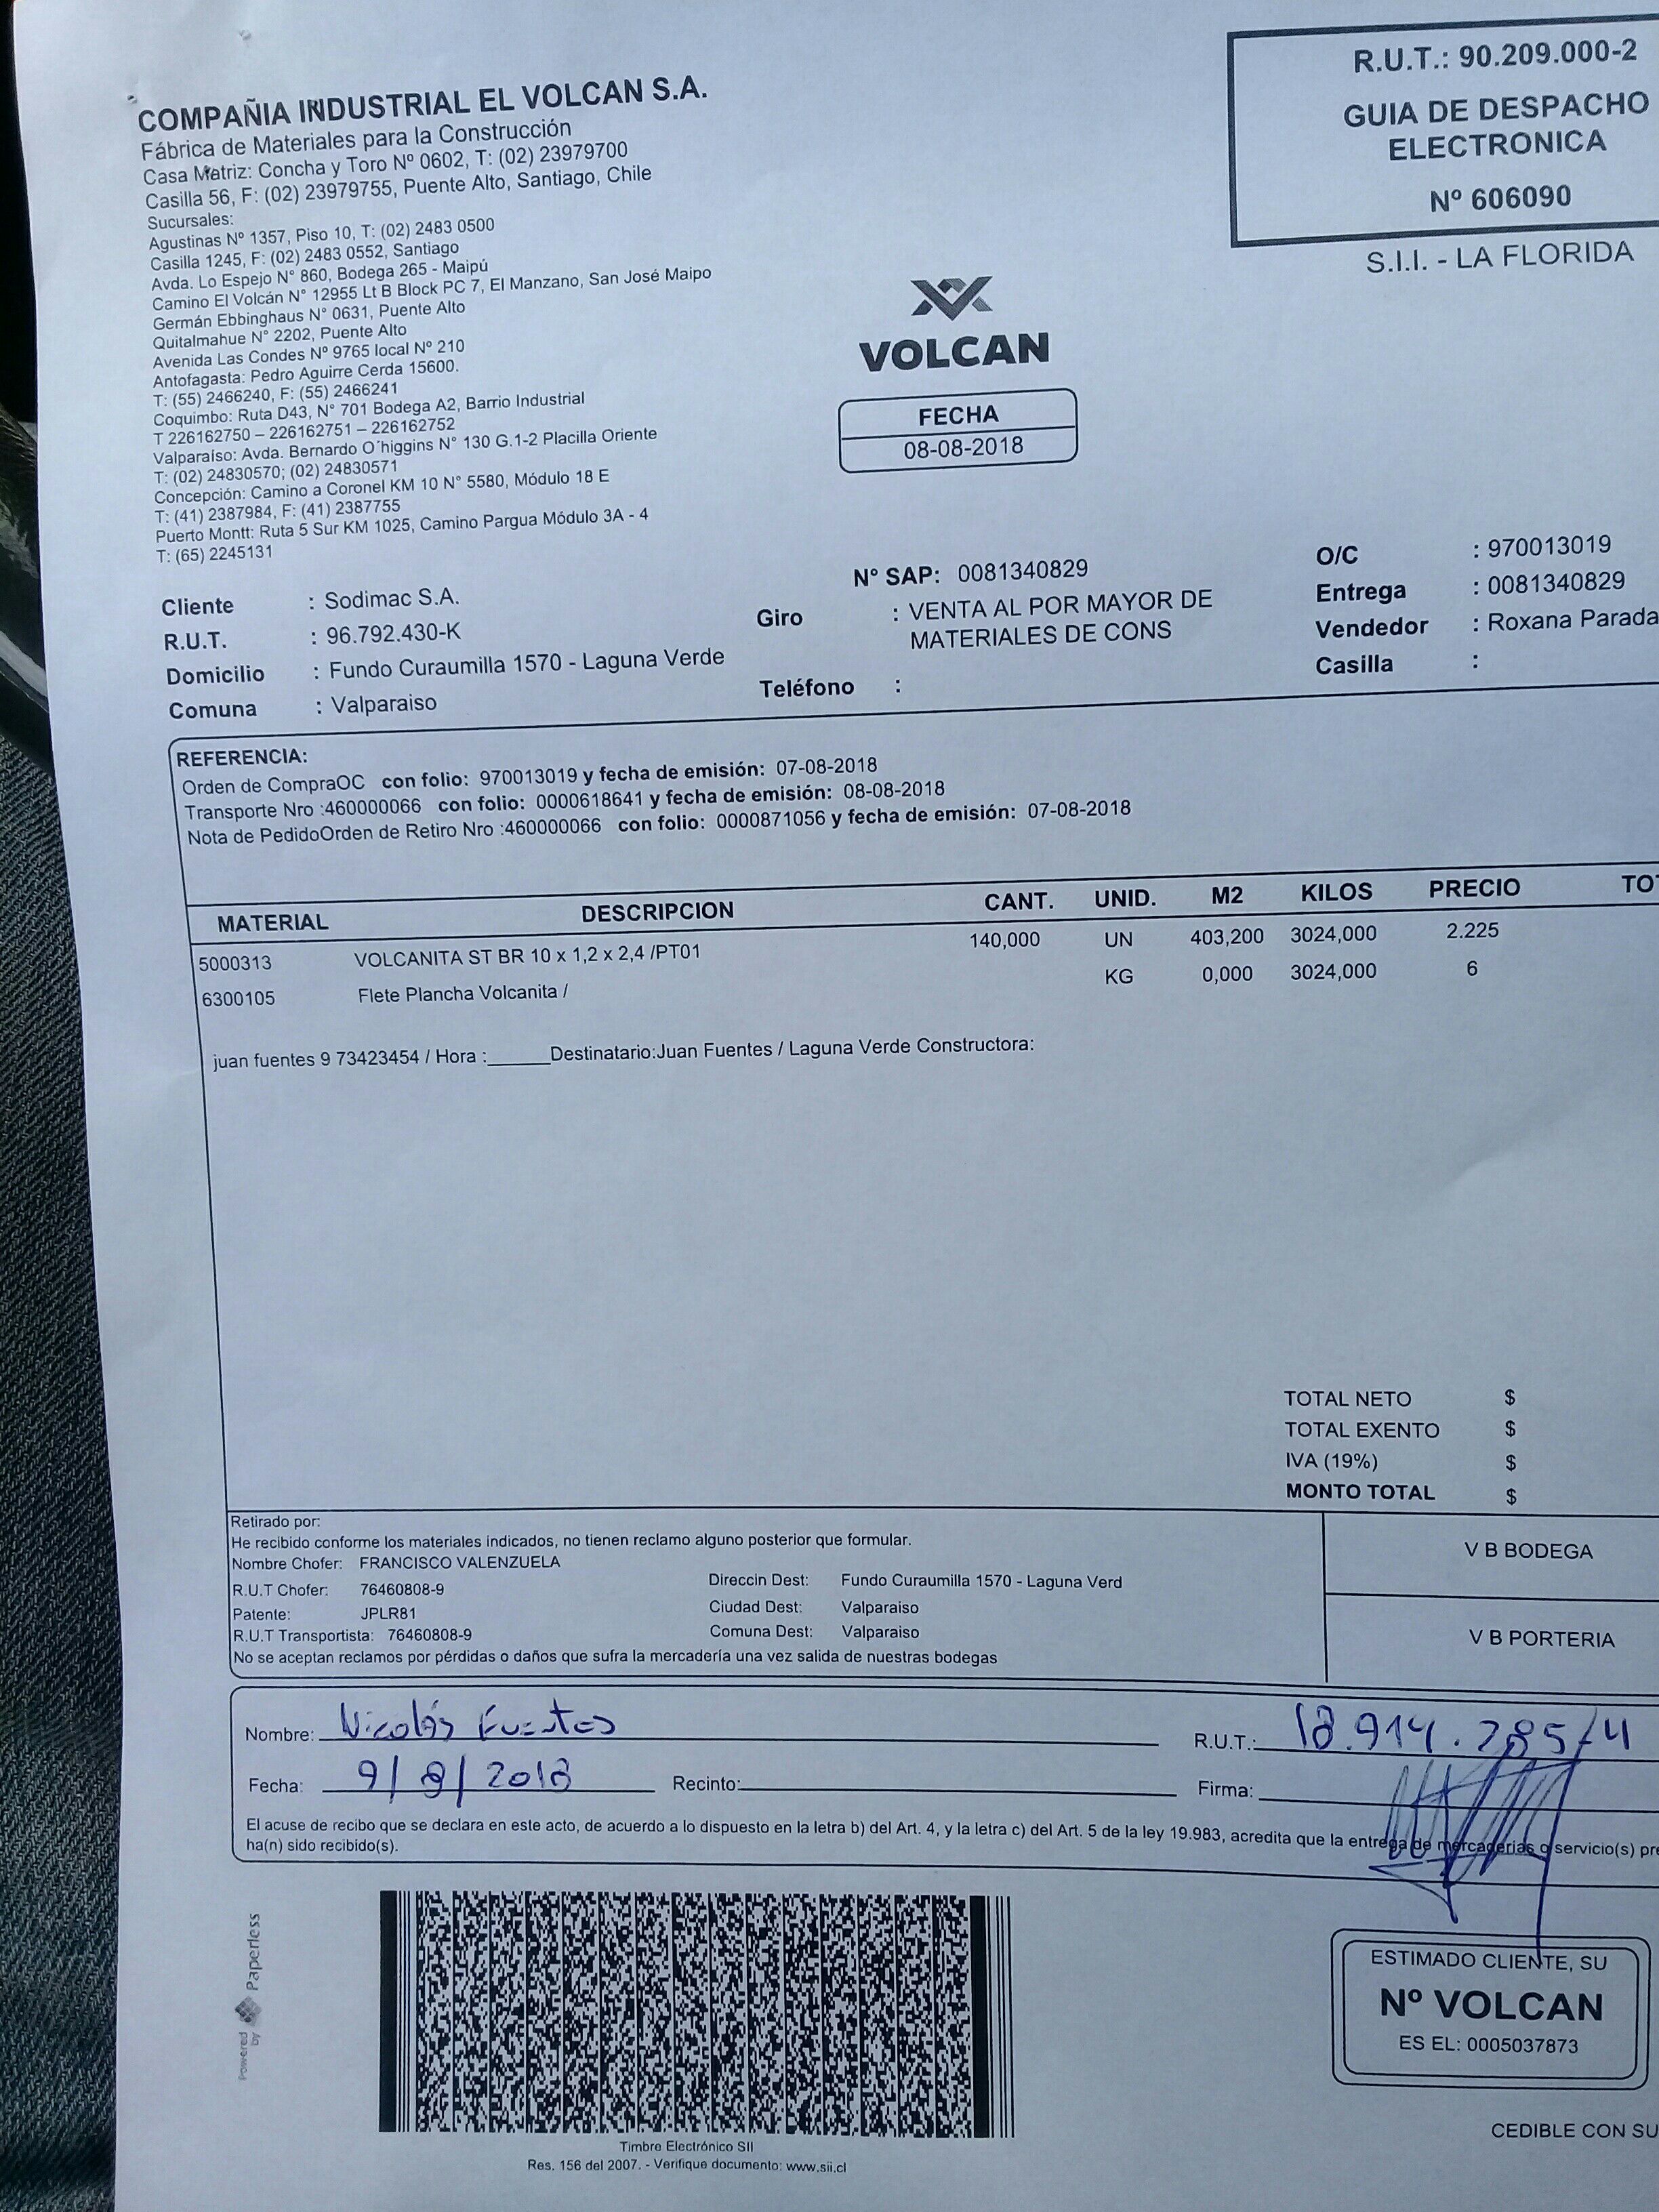 COMPAÑIA INDUSTRIAL EL VOLCAN S.A.
Fábrica de Materiales para la Construcción
Casa Matriz: Concha y Toro Nº 0602, T: (02) 23979700
Casilla 56, F: (02) 23979755, Puente Alto, Santiago, Chile
Sucursales:
Agustinas Nº 1357, Piso 10, T: (02) 2483 0500
Casilla 1245, F: (02) 2483 0552, Santiago
Avda. Lo Espejo N° 860, Bodega 265 - Maipú
Camino El Volcán N° 12955 Lt B Block PC 7, El Manzano, San José Maipo
Germán Ebbinghaus N° 0631, Puente Alto
Quitalmahue N° 2202, Puente Alto
Avenida Las Condes Nº 9765 local Nº 210
Antofagasta: Pedro Aguirre Cerda 15600.
T: (55) 2466240, F: (55) 2466241
Coquimbo: Ruta D43, N° 701 Bodega A2, Barrio Industrial
T 226162750 – 226162751 – 226162752
Valparaíso: Avda. Bernardo O´higgins N° 130 G.1-2 Placilla Oriente
T: (02) 24830570; (02) 24830571
Concepción: Camino a Coronel KM 10 N° 5580, Módulo 18 E
T: (41) 2387984, F: (41) 2387755
Puerto Montt: Ruta 5 Sur KM 1025, Camino Pargua Módulo 3A - 4
T: (65) 2245131
R.U.T.: 90.209.000-2
GUIA DE DESPACHO
ELECTRONICA
Nº 606090
S.I.I. - LA FLORIDA
VOLCAN
FECHA
08-08-2018
N° SAP: 0081340829
Cliente : Sodimac S.A.
R.U.T. : 96.792.430-K
Domicilio : Fundo Curaumilla 1570 - Laguna Verde
Comuna : Valparaiso
Giro : VENTA AL POR MAYOR DE
MATERIALES DE CONS
Teléfono :
O/C : 970013019
Entrega : 0081340829
Vendedor : Roxana Parada
Casilla :
REFERENCIA:
Orden de CompraOC con folio: 970013019 y fecha de emisión: 07-08-2018
Transporte Nro :460000066 con folio: 0000618641 y fecha de emisión: 08-08-2018
Nota de PedidoOrden de Retiro Nro :460000066 con folio: 0000871056 y fecha de emisión: 07-08-2018
MATERIAL DESCRIPCION CANT. UNID. M2 KILOS PRECIO TO
5000313 VOLCANITA ST BR 10 x 1,2 x 2,4 /PT01 140,000 UN 403,200 3024,000 2.225
6300105 Flete Plancha Volcanita / KG 0,000 3024,000 6
juan fuentes 9 73423454 / Hora :______Destinatario:Juan Fuentes / Laguna Verde Constructora:
TOTAL NETO $
TOTAL EXENTO $
IVA (19%) $
MONTO TOTAL $
Retirado por:
He recibido conforme los materiales indicados, no tienen reclamo alguno posterior que formular.
Nombre Chofer: FRANCISCO VALENZUELA
R.U.T Chofer: 76460808-9 Direccin Dest: Fundo Curaumilla 1570 - Laguna Verd
Patente: JPLR81 Ciudad Dest: Valparaiso
R.U.T Transportista: 76460808-9 Comuna Dest: Valparaiso
No se aceptan reclamos por pérdidas o daños que sufra la mercadería una vez salida de nuestras bodegas
V B BODEGA
V B PORTERIA
Nombre: Nicolás Fuentes R.U.T.: 18.914.285/4
Fecha: 9/8/2018 Recinto: Firma:
El acuse de recibo que se declara en este acto, de acuerdo a lo dispuesto en la letra b) del Art. 4, y la letra c) del Art. 5 de la ley 19.983, acredita que la entrega de mercaderias o servicio(s) pre
ha(n) sido recibido(s).
Powered by Paperless
Timbre Electrónico SII
Res. 156 del 2007. - Verifique documento: www.sii.cl
ESTIMADO CLIENTE, SU
Nº VOLCAN
ES EL: 0005037873
CEDIBLE CON SU